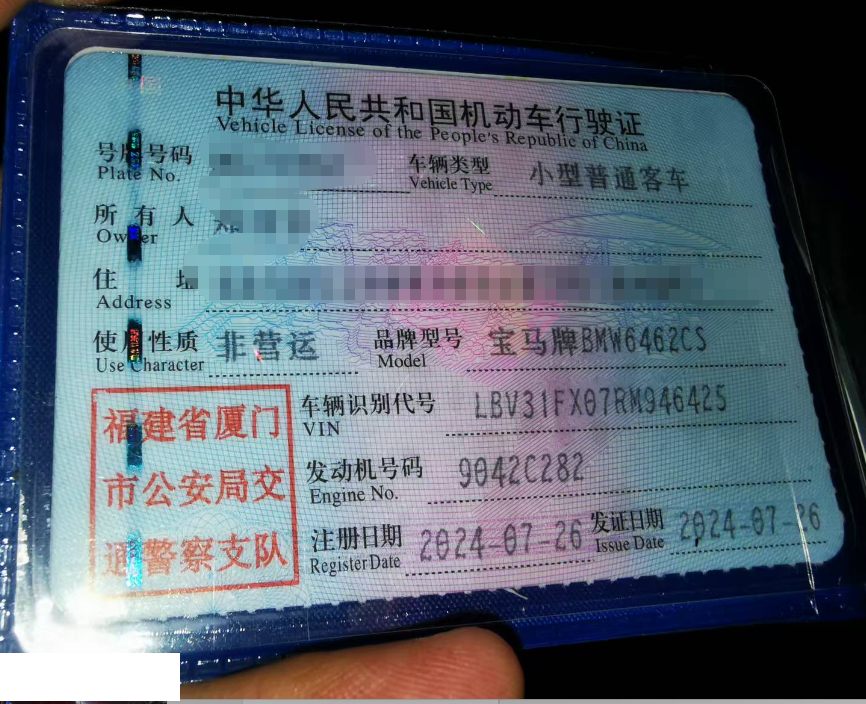 中华人民共和国机动车行驶证
Vehicle License of the People's Republic of China
号牌号码 车辆类型 小型普通客车
Plate No. Vehicle Type
所有人
Owner
住址
Address
使用性质 非营运 品牌型号 宝马牌BMW6462CS
Use Character Model
福建省厦门 车辆识别代号 LBV31FX07RM946425
VIN
市公安局交 发动机号码 9042C282
Engine No.
通警察支队 注册日期 2024-07-26 发证日期 2024-07-26
Register Date Issue Date